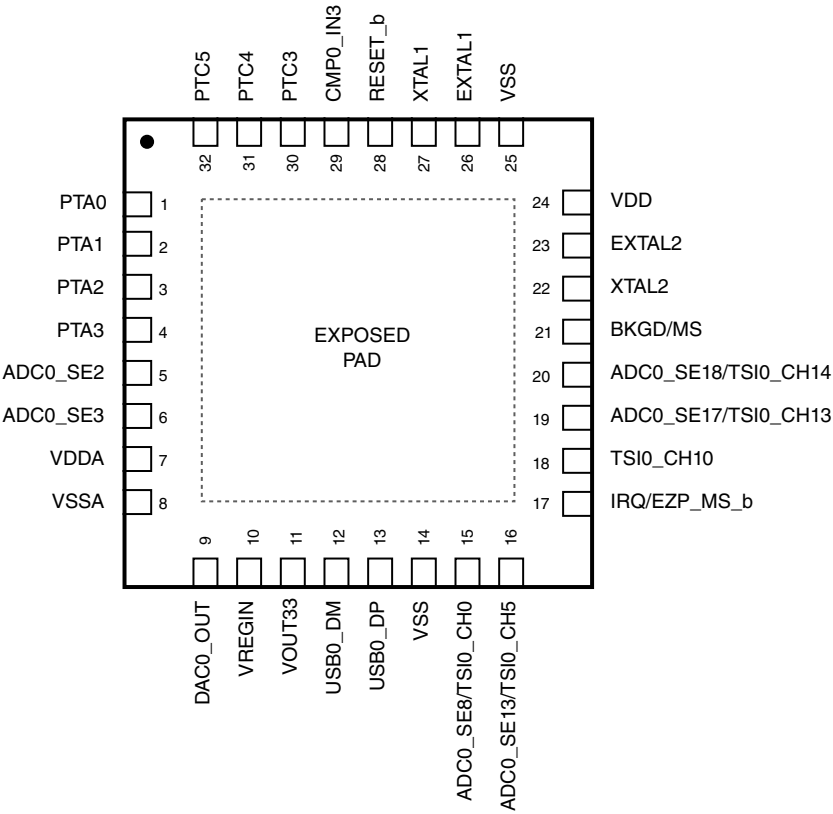 PTC5
PTC4
PTC3
CMP0_IN3
RESET_b
XTAL1
EXTAL1
VSS
32
31
30
29
28
27
26
25
PTA0 1
PTA1 2
PTA2 3
PTA3 4
ADC0_SE2 5
ADC0_SE3 6
VDDA 7
VSSA 8
EXPOSED
PAD
24 VDD
23 EXTAL2
22 XTAL2
21 BKGD/MS
20 ADC0_SE18/TSI0_CH14
19 ADC0_SE17/TSI0_CH13
18 TSI0_CH10
17 IRQ/EZP_MS_b
9
10
11
12
13
14
15
16
DAC0_OUT
VREGIN
VOUT33
USB0_DM
USB0_DP
VSS
ADC0_SE8/TSI0_CH0
ADC0_SE13/TSI0_CH5